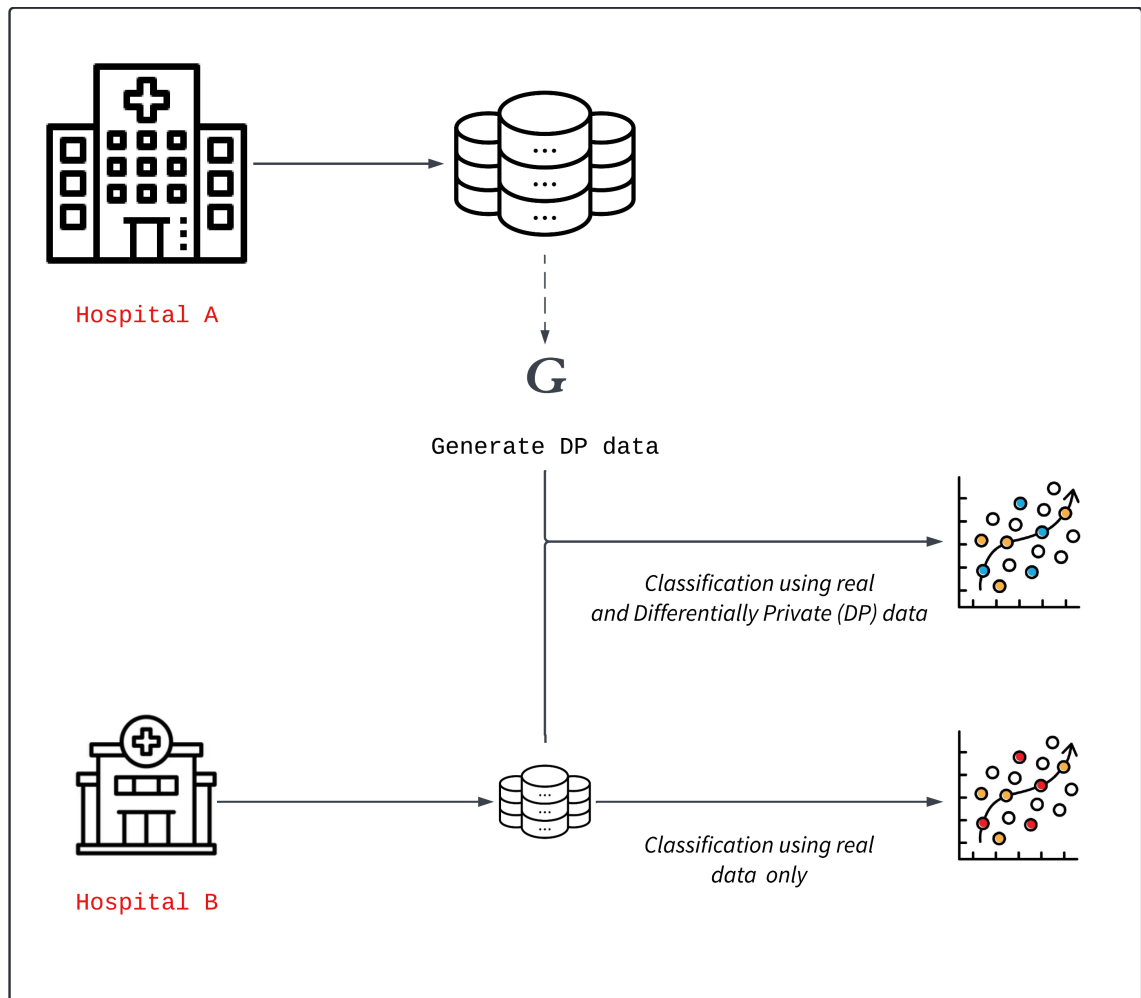 Hospital A
G
Generate DP data
Classification using real
and Differentially Private (DP) data
Classification using real
data only
Hospital B